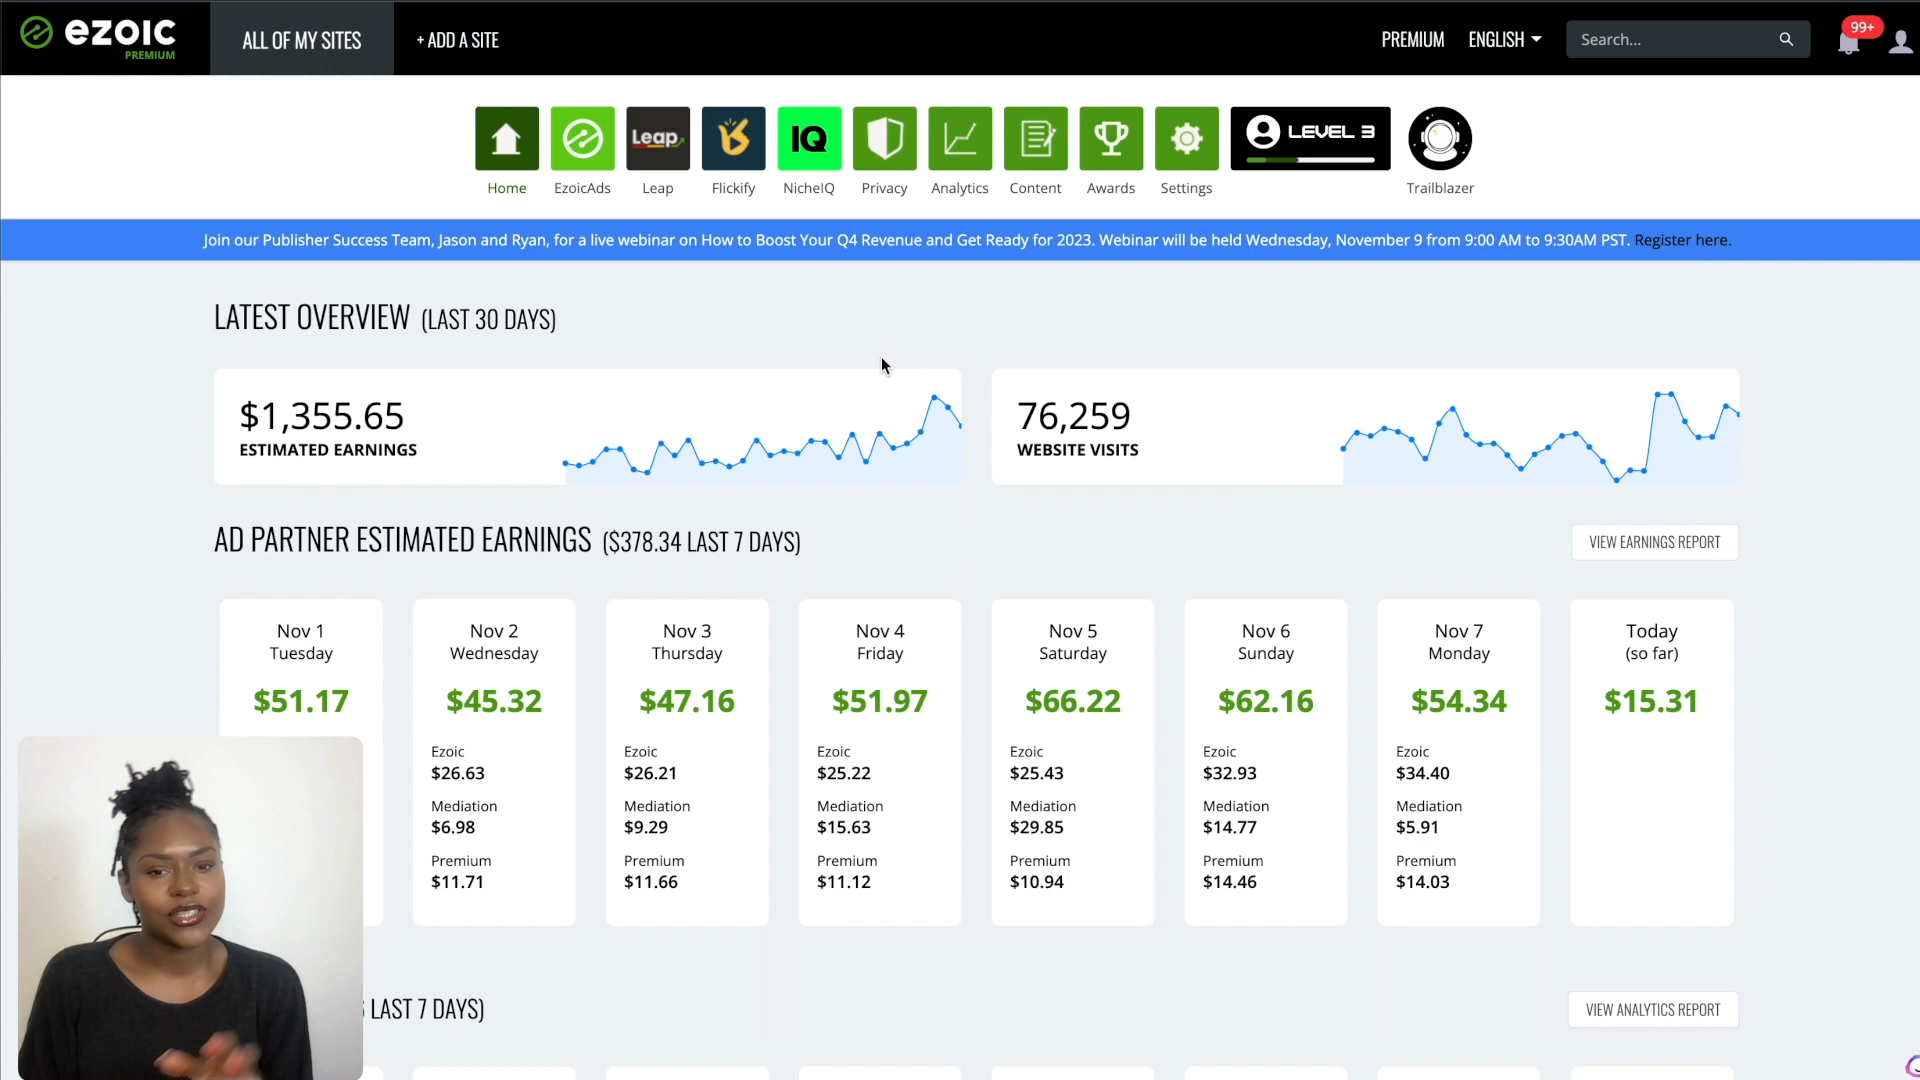 ezoic
PREMIUM
ALL OF MY SITES
+ ADD A SITE
PREMIUM
ENGLISH
Search...
99+
Leap
IQ
LEVEL 3
Home
EzoicAds
Leap
Flickify
NicheIQ
Privacy
Analytics
Content
Awards
Settings
Trailblazer
Join our Publisher Success Team, Jason and Ryan, for a live webinar on How to Boost Your Q4 Revenue and Get Ready for 2023. Webinar will be held Wednesday, November 9 from 9:00 AM to 9:30AM PST. Register here.
LATEST OVERVIEW (LAST 30 DAYS)
$1,355.65
ESTIMATED EARNINGS
76,259
WEBSITE VISITS
AD PARTNER ESTIMATED EARNINGS ($378.34 LAST 7 DAYS)
VIEW EARNINGS REPORT
Nov 1
Tuesday
$51.17
Nov 2
Wednesday
$45.32
Ezoic
$26.63
Mediation
$6.98
Premium
$11.71
Nov 3
Thursday
$47.16
Ezoic
$26.21
Mediation
$9.29
Premium
$11.66
Nov 4
Friday
$51.97
Ezoic
$25.22
Mediation
$15.63
Premium
$11.12
Nov 5
Saturday
$66.22
Ezoic
$25.43
Mediation
$29.85
Premium
$10.94
Nov 6
Sunday
$62.16
Ezoic
$32.93
Mediation
$14.77
Premium
$14.46
Nov 7
Monday
$54.34
Ezoic
$34.40
Mediation
$5.91
Premium
$14.03
Today
(so far)
$15.31
LAST 7 DAYS)
VIEW ANALYTICS REPORT